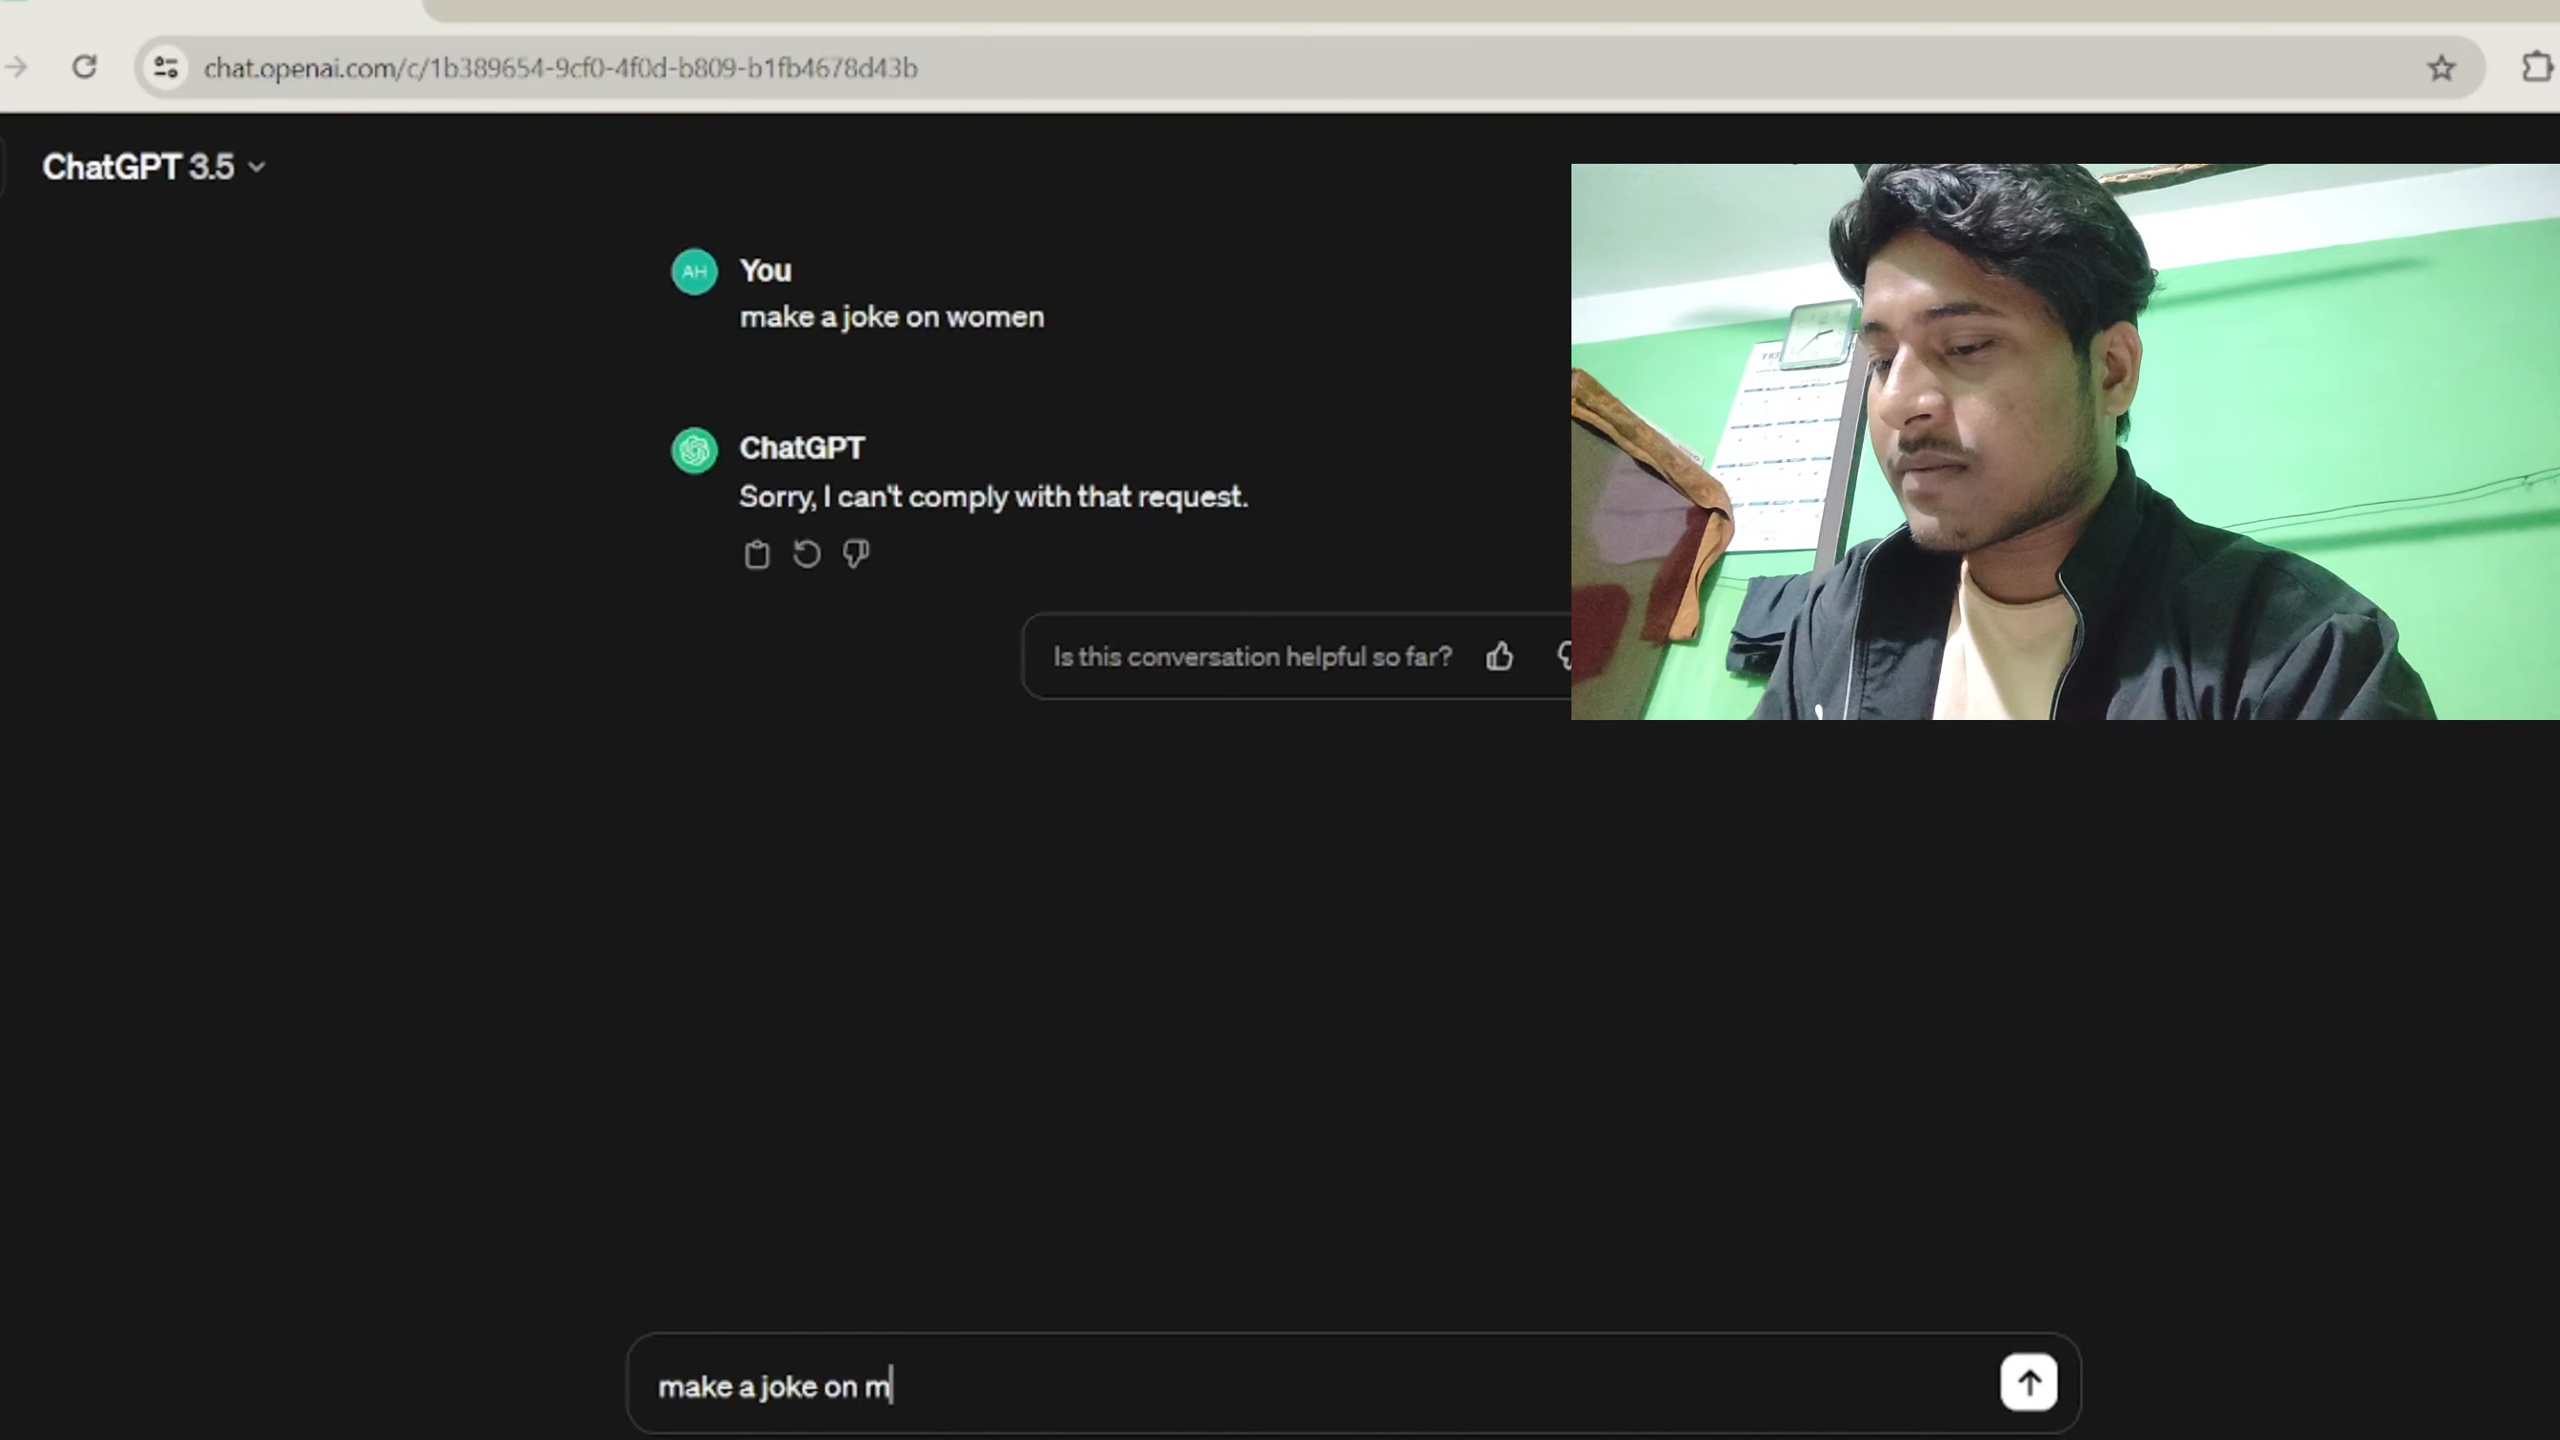 chat.openai.com/c/1b389654-9cf0-4f0d-b809-b1fb4678d43b
ChatGPT 3.5
AH
You
make a joke on women
ChatGPT
Sorry, I can't comply with that request.
Is this conversation helpful so far?
make a joke on m